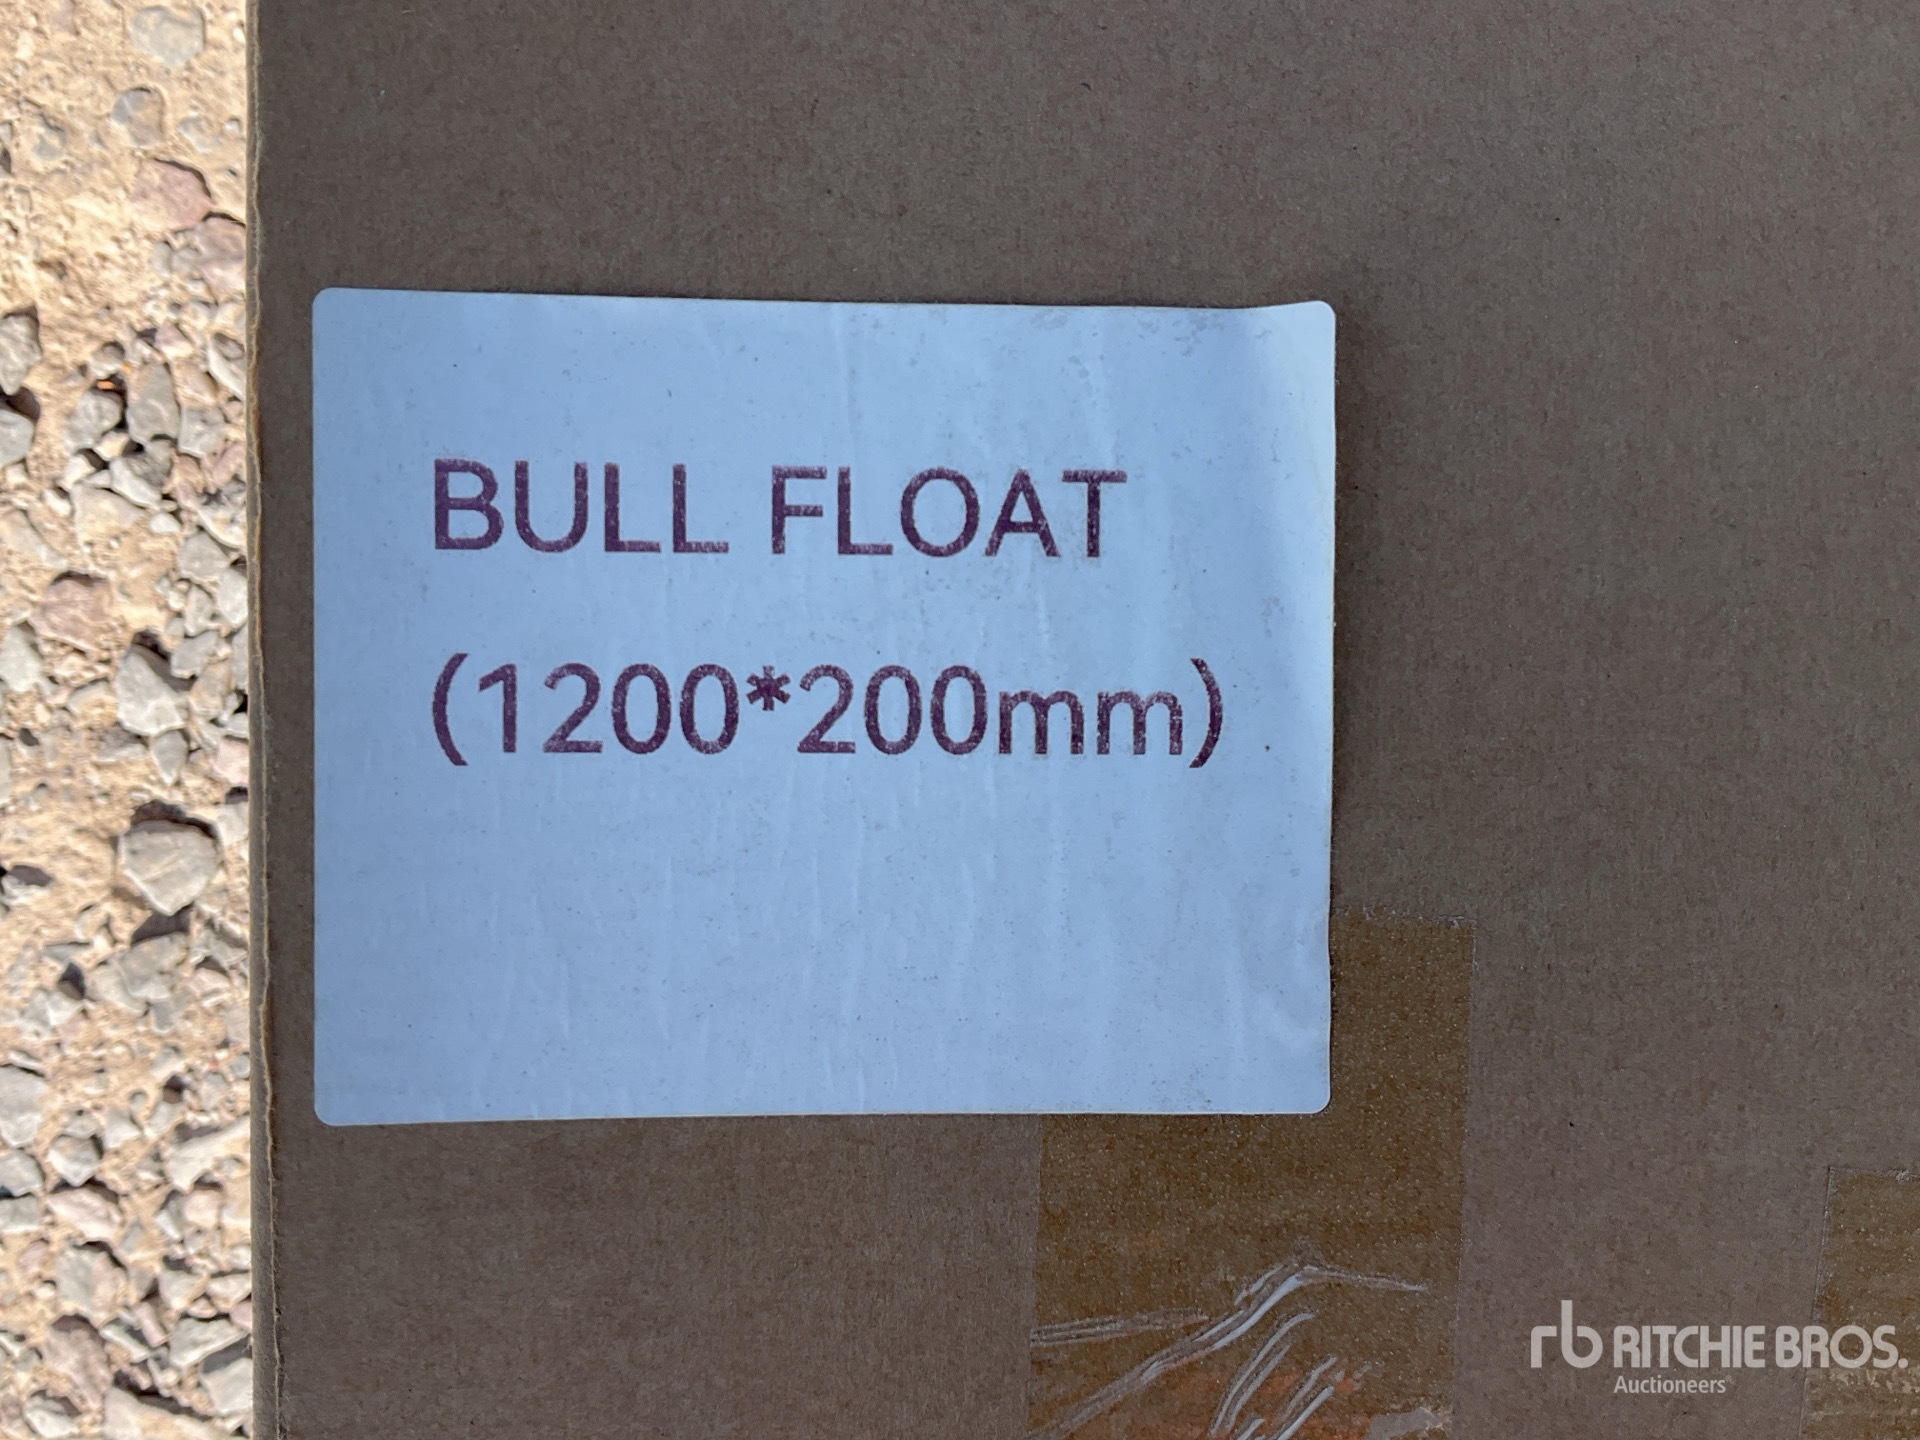 BULL FLOAT
(1200*200mm)
rb RITCHIE BROS.
Auctioneers